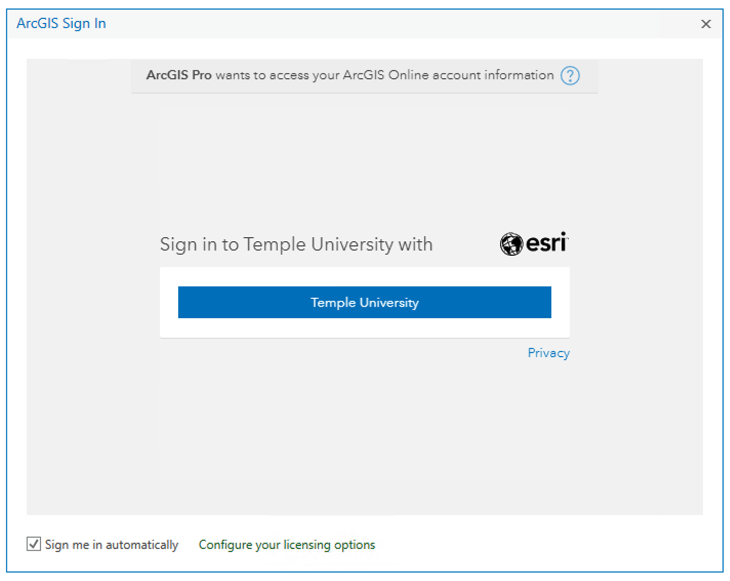 ArcGIS Sign In
ArcGIS Pro wants to access your ArcGIS Online account information ?
Sign in to Temple University with
esri
Temple University
Privacy
Sign me in automatically
Configure your licensing options